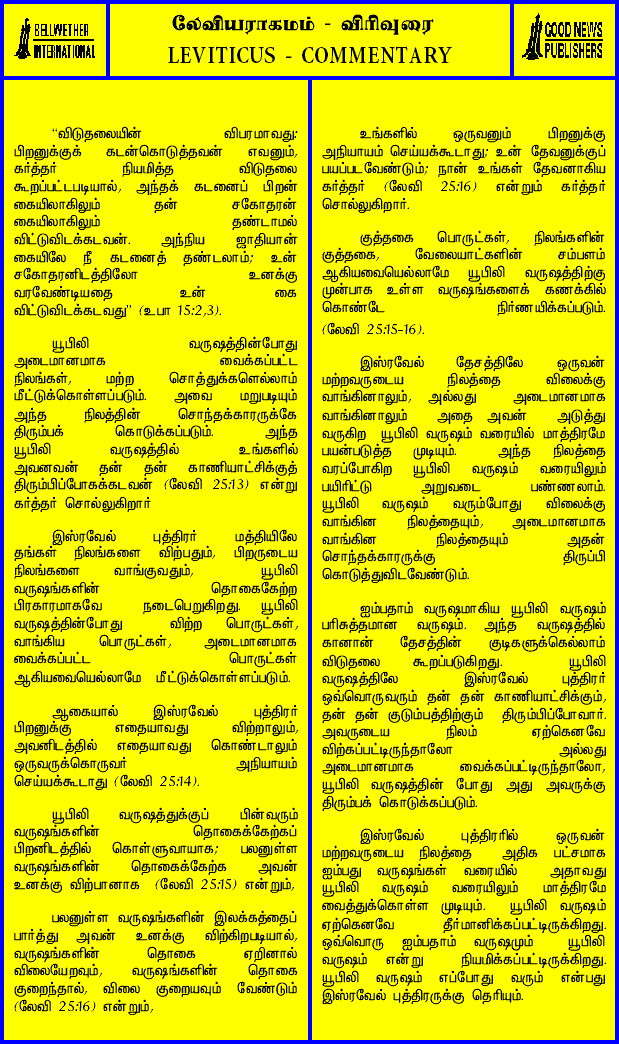 BELLWETHER
INTERNATIONAL
லேவியராகமம் - விரிவுரை
LEVITICUS - COMMENTARY
GOOD NEWS
PUBLISHERS
"விடுதலையின் விபரமாவது:
பிறனுக்குக் கடன்கொடுத்தவன் எவனும்,
கர்த்தர் நியமித்த விடுதலை
கூறப்பட்டபடியால், அந்தக் கடனைப் பிறன்
கையிலாகிலும் தன் சகோதரன்
கையிலாகிலும் தண்டாமல்
விட்டுவிடக்கடவன். அந்நிய ஜாதியான்
கையிலே நீ கடனைத் தண்டலாம்; உன்
சகோதரனிடத்திலோ உனக்கு
வரவேண்டியதை உன் கை
விட்டுவிடக்கடவது" (உபா 15:2,3).
யூபிலி வருஷத்தின்போது
அடைமானமாக வைக்கப்பட்ட
நிலங்கள், மற்ற சொத்துக்களெல்லாம்
மீட்டுக்கொள்ளப்படும். அவை மறுபடியும்
அந்த நிலத்தின் சொந்தக்காரருக்கே
திரும்பக் கொடுக்கப்படும். அந்த
யூபிலி வருஷத்தில் உங்களில்
அவனவன் தன் தன் காணியாட்சிக்குத்
திரும்பிப்போகக்கடவன் (லேவி 25:13) என்று
கர்த்தர் சொல்லுகிறார்
இஸ்ரவேல் புத்திரர் மத்தியிலே
தங்கள் நிலங்களை விற்பதும், பிறருடைய
நிலங்களை வாங்குவதும், யூபிலி
வருஷங்களின் தொகைகேற்ற
பிரகாரமாகவே நடைபெறுகிறது. யூபிலி
வருஷத்தின்போது விற்ற பொருட்கள்,
வாங்கிய பொருட்கள், அடைமானமாக
வைக்கப்பட்ட பொருட்கள்
ஆகியவையெல்லாமே மீட்டுக்கொள்ளப்படும்.
ஆகையால் இஸ்ரவேல் புத்திரர்
பிறனுக்கு எதையாவது விற்றாலும்,
அவனிடத்தில் எதையாவது கொண்டாலும்
ஒருவருக்கொருவர் அநியாயம்
செய்யக்கூடாது (லேவி 25:14).
யூபிலி வருஷத்துக்குப் பின்வரும்
வருஷங்களின் தொகைக்கேற்கப்
பிறனிடத்தில் கொள்ளுவாயாக; பலனுள்ள
வருஷங்களின் தொகைக்கேற்க அவன்
உனக்கு விற்பானாக (லேவி 25:15) என்றும்,
பலனுள்ள வருஷங்களின் இலக்கத்தைப்
பார்த்து அவன் உனக்கு விற்கிறபடியால்,
வருஷங்களின் தொகை ஏறினால்
விலையேறவும், வருஷங்களின் தொகை
குறைந்தால், விலை குறையவும் வேண்டும்
(லேவி 25:16) என்றும்,
உங்களில் ஒருவனும் பிறனுக்கு
அநியாயம் செய்யக்கூடாது; உன் தேவனுக்குப்
பயப்படவேண்டும்; நான் உங்கள் தேவனாகிய
கர்த்தர் (லேவி 25:16) என்றும் கர்த்தர்
சொல்லுகிறார்.
குத்தகை பொருட்கள், நிலங்களின்
குத்தகை, வேலையாட்களின் சம்பளம்
ஆகியவையெல்லாமே யூபிலி வருஷத்திற்கு
முன்பாக உள்ள வருஷங்களைக் கணக்கில்
கொண்டே நிர்ணயிக்கப்படும்.
(லேவி 25:15-16).
இஸ்ரவேல் தேசத்திலே ஒருவன்
மற்றவருடைய நிலத்தை விலைக்கு
வாங்கினாலும், அல்லது அடைமானமாக
வாங்கினாலும் அதை அவன் அடுத்து
வருகிற யூபிலி வருஷம் வரையில் மாத்திரமே
பயன்படுத்த முடியும். அந்த நிலத்தை
வரப்போகிற யூபிலி வருஷம் வரையிலும்
பயிரிட்டு அறுவடை பண்ணலாம்.
யூபிலி வருஷம் வரும்போது விலைக்கு
வாங்கின நிலத்தையும், அடைமானமாக
வாங்கின நிலத்தையும் அதன்
சொந்தக்காரருக்கு திருப்பி
கொடுத்துவிடவேண்டும்.
ஐம்பதாம் வருஷமாகிய யூபிலி வருஷம்
பரிசுத்தமான வருஷம். அந்த வருஷத்தில்
கானான் தேசத்தின் குடிகளுக்கெல்லாம்
விடுதலை கூறப்படுகிறது. யூபிலி
வருஷத்திலே இஸ்ரவேல் புத்திரர்
ஒவ்வொருவரும் தன் தன் காணியாட்சிக்கும்,
தன் தன் குடும்பத்திற்கும் திரும்பிப்போவார்.
அவருடைய நிலம் ஏற்கெனவே
விற்கப்பட்டிருந்தாலோ அல்லது
அடைமானமாக வைக்கப்பட்டிருந்தாலோ,
யூபிலி வருஷத்தின் போது அது அவருக்கு
திரும்பக் கொடுக்கப்படும்.
இஸ்ரவேல் புத்திரரில் ஒருவன்
மற்றவருடைய நிலத்தை அதிக பட்சமாக
ஐம்பது வருஷங்கள் வரையில் அதாவது
யூபிலி வருஷம் வரையிலும் மாத்திரமே
வைத்துக்கொள்ள முடியும். யூபிலி வருஷம்
ஏற்கெனவே தீர்மானிக்கப்பட்டிருக்கிறது.
ஒவ்வொரு ஐம்பதாம் வருஷமும் யூபிலி
வருஷம் என்று நியமிக்கப்பட்டிருக்கிறது.
யூபிலி வருஷம் எப்போது வரும் என்பது
இஸ்ரவேல் புத்திரருக்கு தெரியும்.